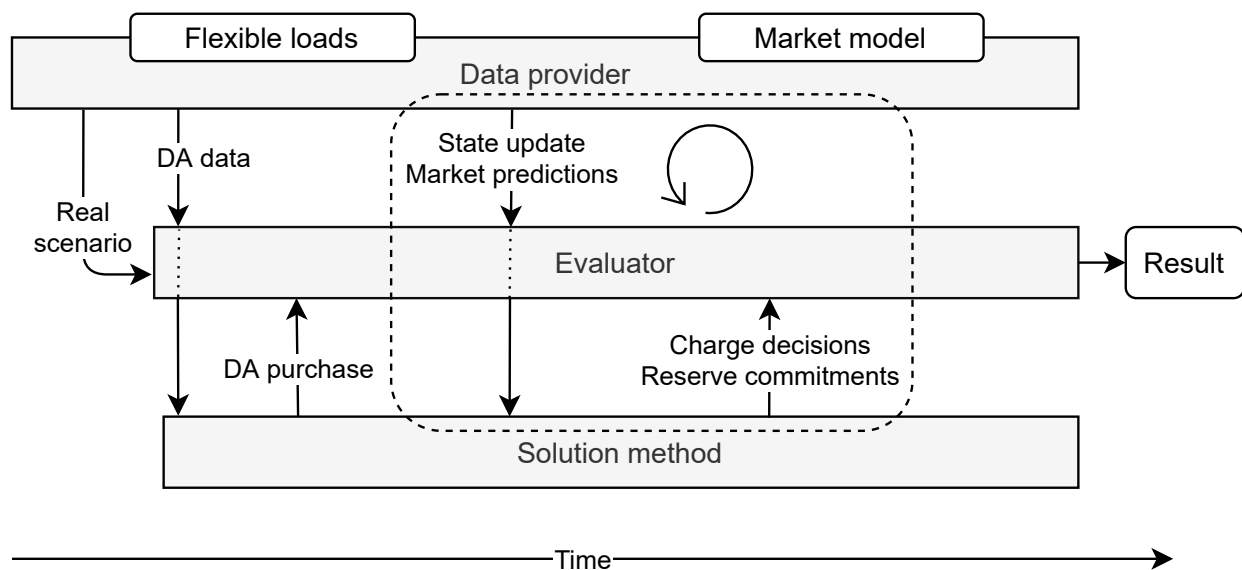 Flexible loads
Market model
Data provider
DA data
State update
Market predictions
Real
scenario
Evaluator
Result
DA purchase
Charge decisions
Reserve commitments
Solution method
Time